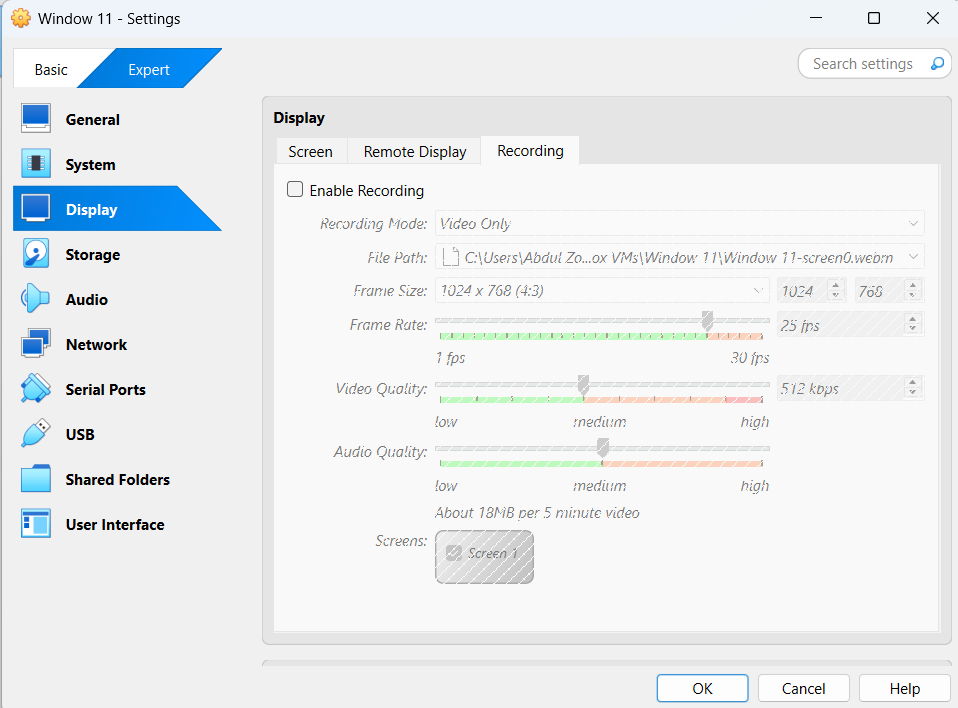 Window 11 - Settings
Basic
Expert
Search settings
General
System
Display
Storage
Audio
Network
Serial Ports
USB
Shared Folders
User Interface
Display
Screen
Remote Display
Recording
Enable Recording
Recording Mode: Video Only
File Path: C:\Users\Abdul Zo...ox VMs\Window 11\Window 11-screen0.webm
Frame Size: 1024 x 768 (4:3) 1024 768
Frame Rate: 25 fps
1 fps 30 fps
Video Quality: 512 kbps
low medium high
Audio Quality:
low medium high
About 18MB per 5 minute video
Screens: Screen 1
OK Cancel Help